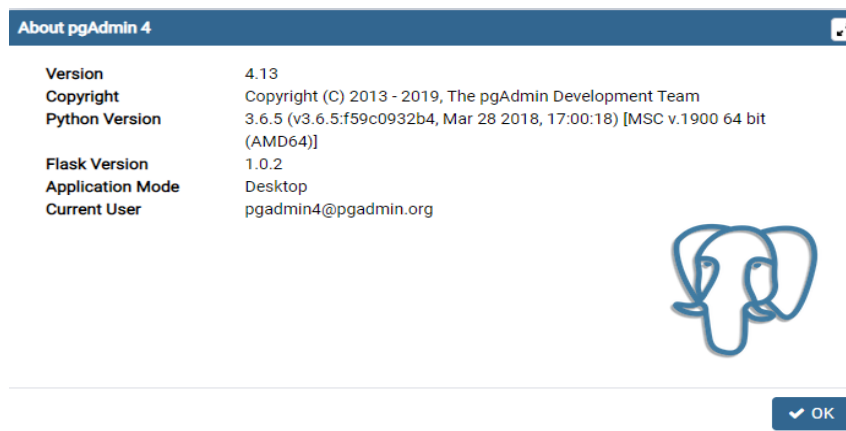 About pgAdmin 4
Version 4.13
Copyright Copyright (C) 2013 - 2019, The pgAdmin Development Team
Python Version 3.6.5 (v3.6.5:f59c0932b4, Mar 28 2018, 17:00:18) [MSC v.1900 64 bit
(AMD64)]
Flask Version 1.0.2
Application Mode Desktop
Current User pgadmin4@pgadmin.org
OK